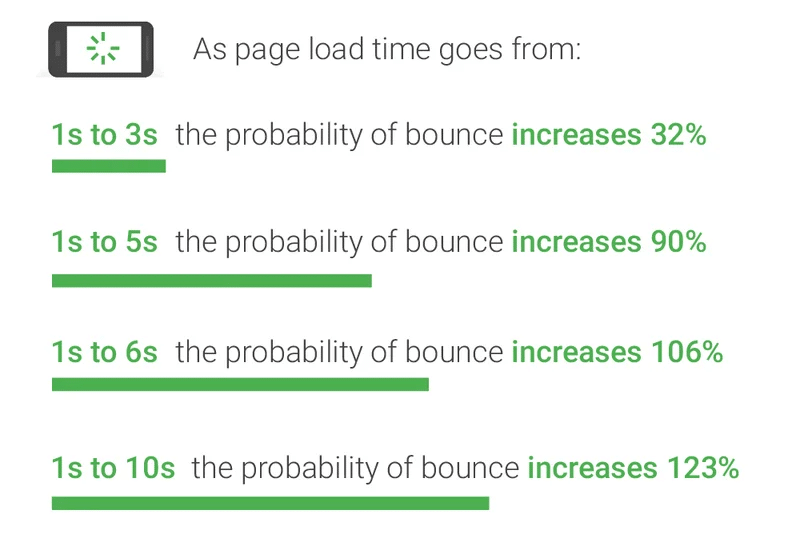 As page load time goes from:
1s to 3s the probability of bounce increases 32%
1s to 5s the probability of bounce increases 90%
1s to 6s the probability of bounce increases 106%
1s to 10s the probability of bounce increases 123%